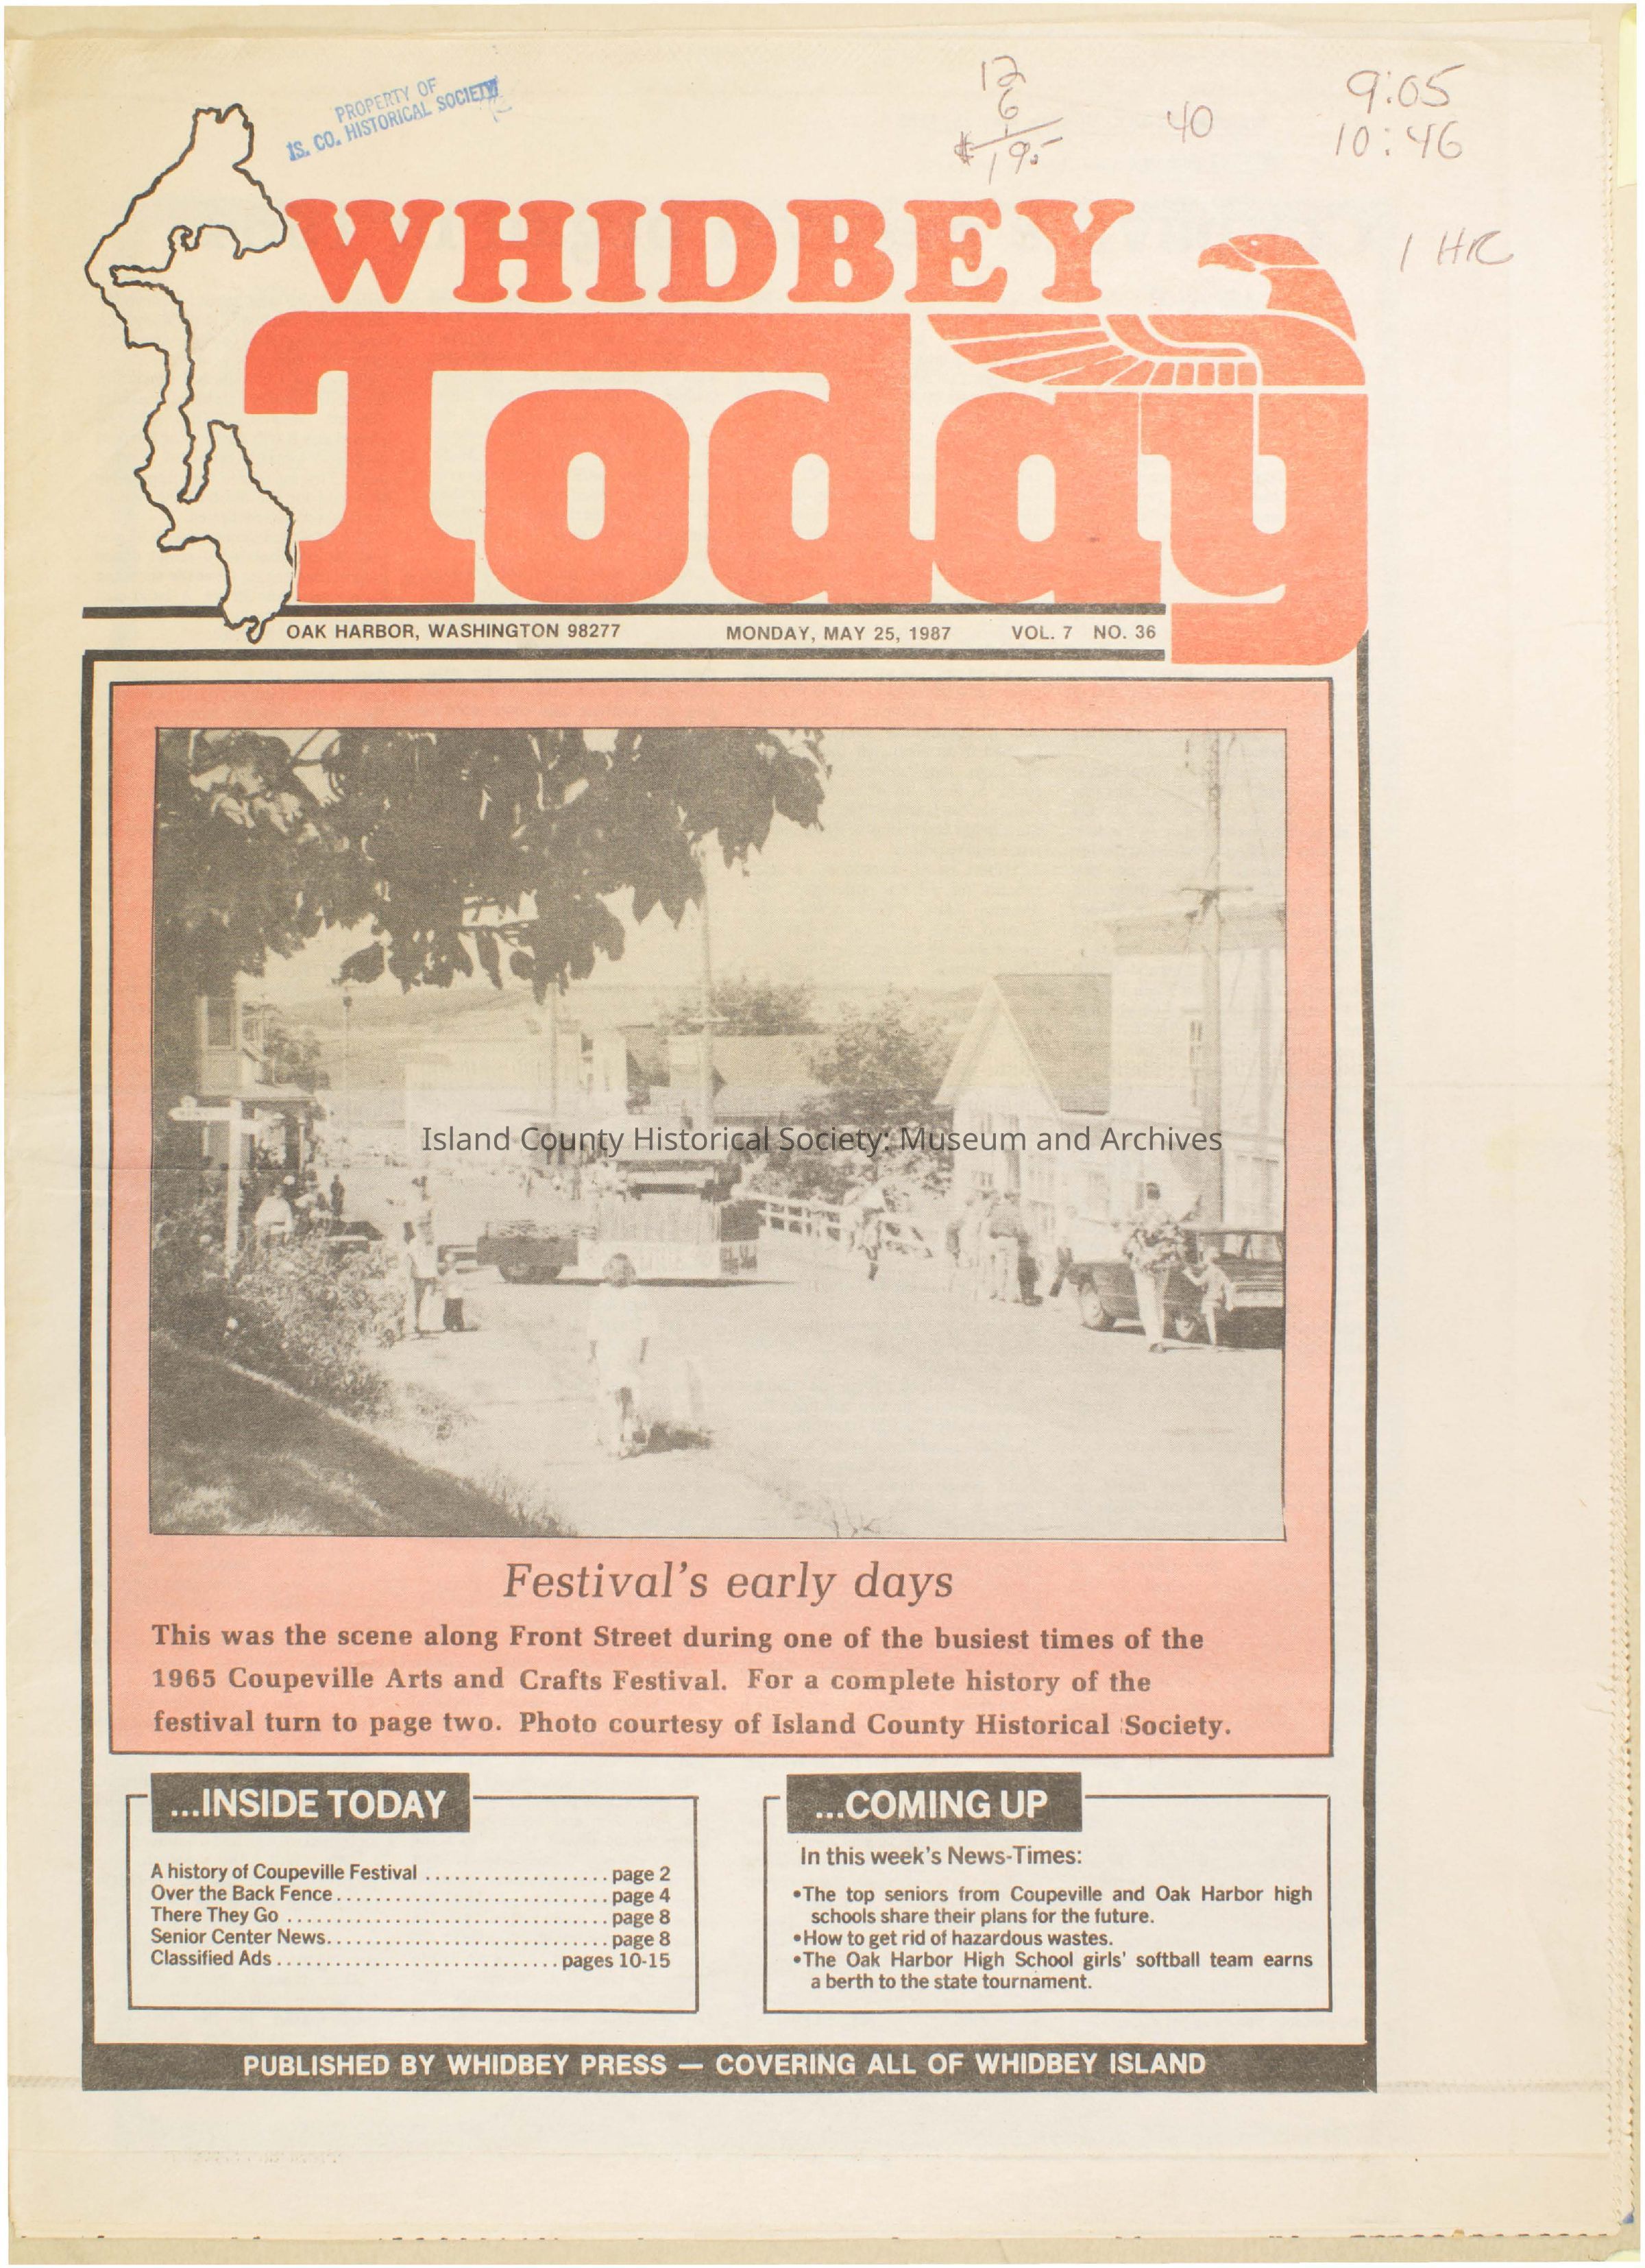 PROPERTY OF
IS. CO. HISTORICAL SOCIETY
12
6
$19.-
40
9:05
10:46
1 HR
WHIDBEY
Today
OAK HARBOR, WASHINGTON 98277 MONDAY, MAY 25, 1987 VOL. 7 NO. 36
Island County Historical Society: Museum and Archives
Festival's early days
This was the scene along Front Street during one of the busiest times of the
1965 Coupeville Arts and Crafts Festival. For a complete history of the
festival turn to page two. Photo courtesy of Island County Historical Society.
...INSIDE TODAY
A history of Coupeville Festival ................... page 2
Over the Back Fence ............................ page 4
There They Go ................................. page 8
Senior Center News ............................. page 8
Classified Ads ............................. pages 10-15
...COMING UP
In this week's News-Times:
•The top seniors from Coupeville and Oak Harbor high
schools share their plans for the future.
•How to get rid of hazardous wastes.
•The Oak Harbor High School girls' softball team earns
a berth to the state tournament.
PUBLISHED BY WHIDBEY PRESS — COVERING ALL OF WHIDBEY ISLAND